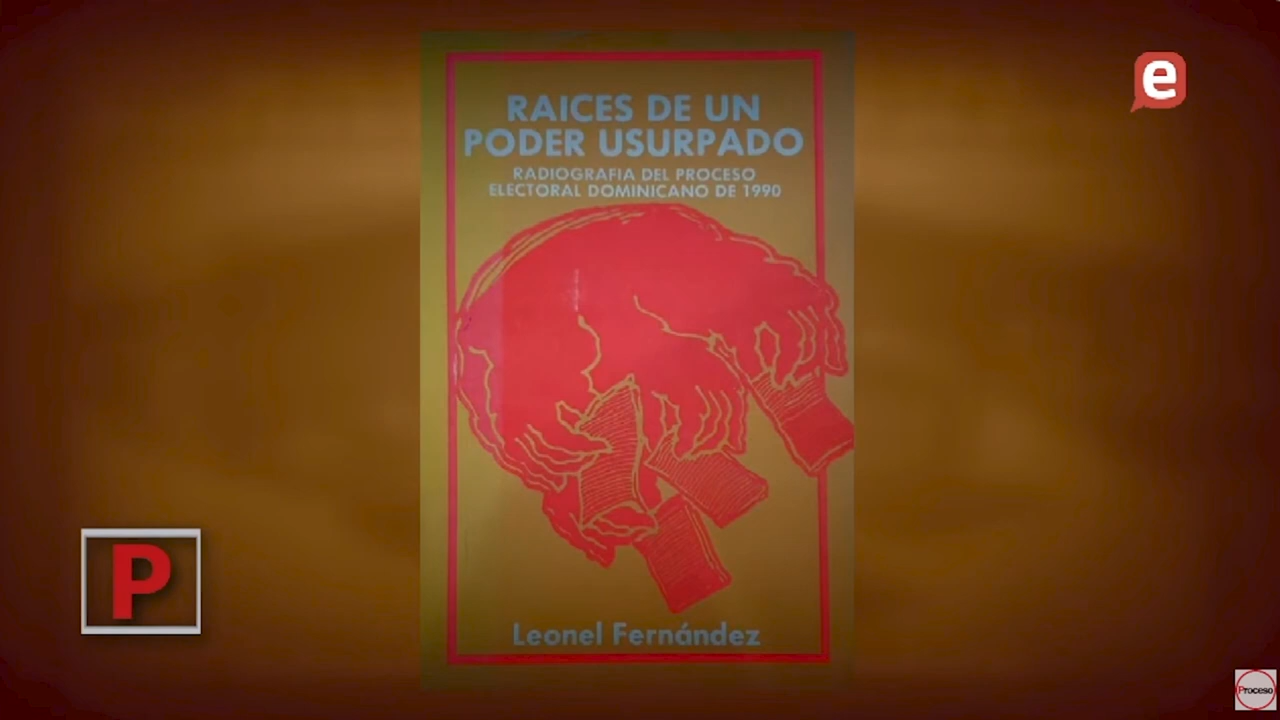 RAICES DE UN
PODER USURPADO
RADIOGRAFIA DEL PROCESO
ELECTORAL DOMINICANO DE 1990
Leonel Fernández
e
P
Proceso